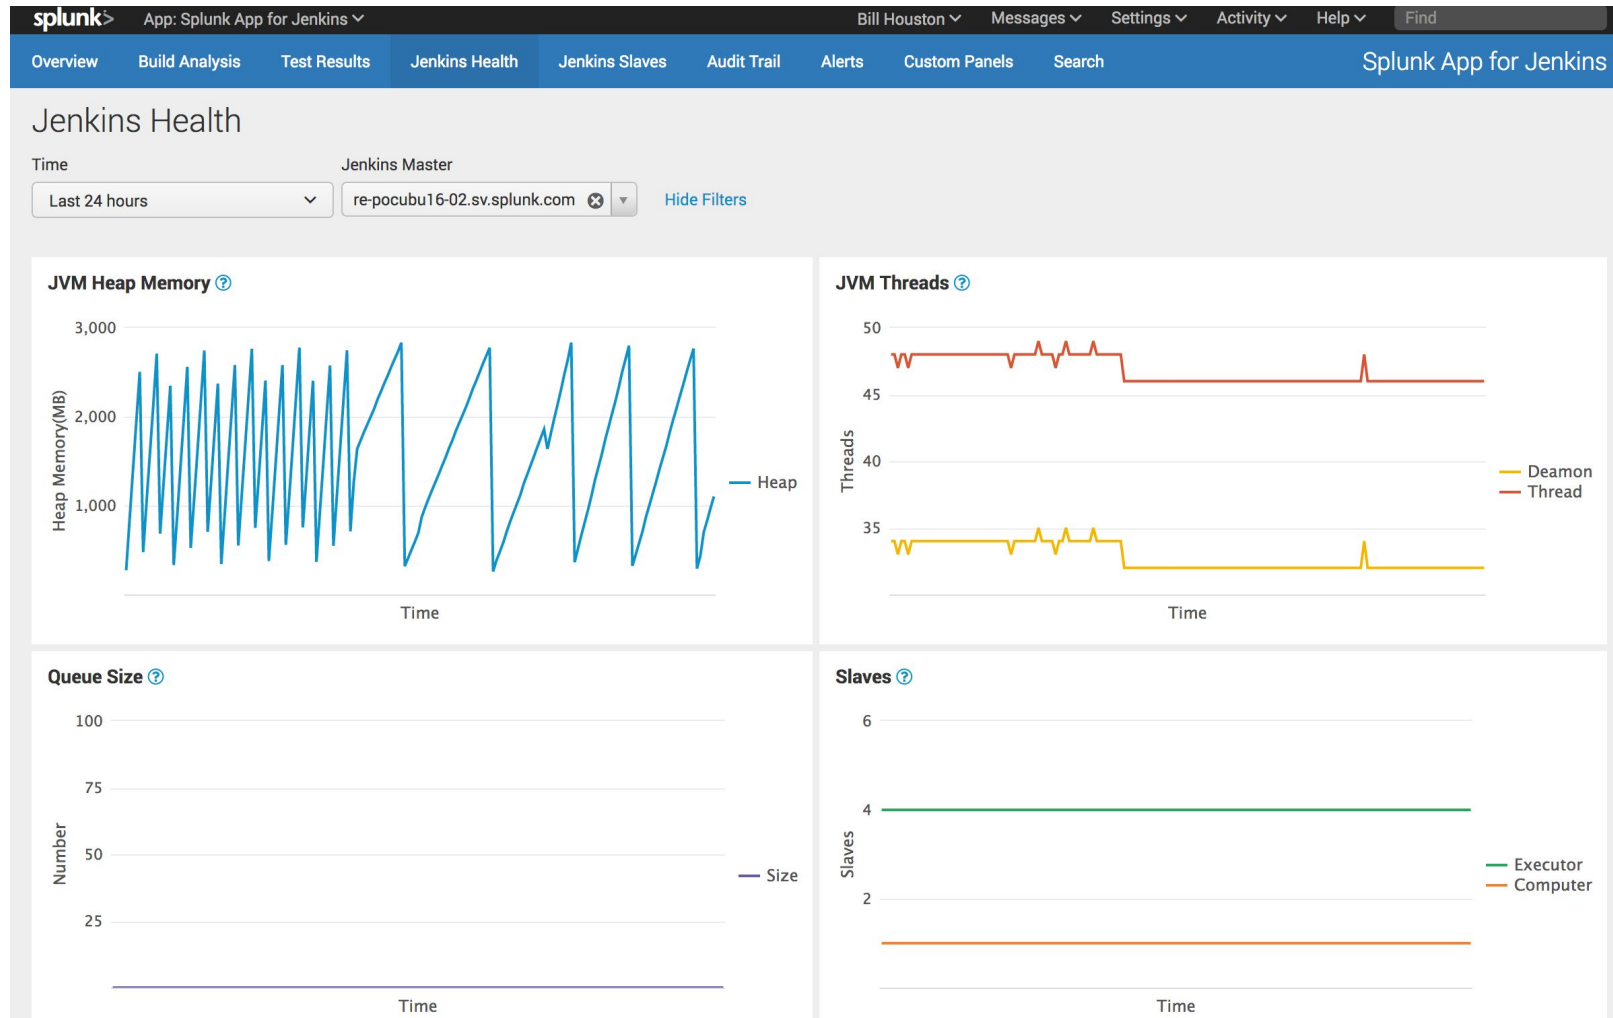 splunk> App: Splunk App for Jenkins Bill Houston Messages Settings Activity Help Find
Overview Build Analysis Test Results Jenkins Health Jenkins Slaves Audit Trail Alerts Custom Panels Search Splunk App for Jenkins
Jenkins Health
Time Jenkins Master
Last 24 hours re-pocubu16-02.sv.splunk.com Hide Filters
JVM Heap Memory ?
3,000
2,000
1,000
Heap Memory(MB)
Heap
Time
JVM Threads ?
50
45
40
35
Threads
Deamon
Thread
Time
Queue Size ?
100
75
50
25
Number
Size
Time
Slaves ?
6
4
2
Slaves
Executor
Computer
Time